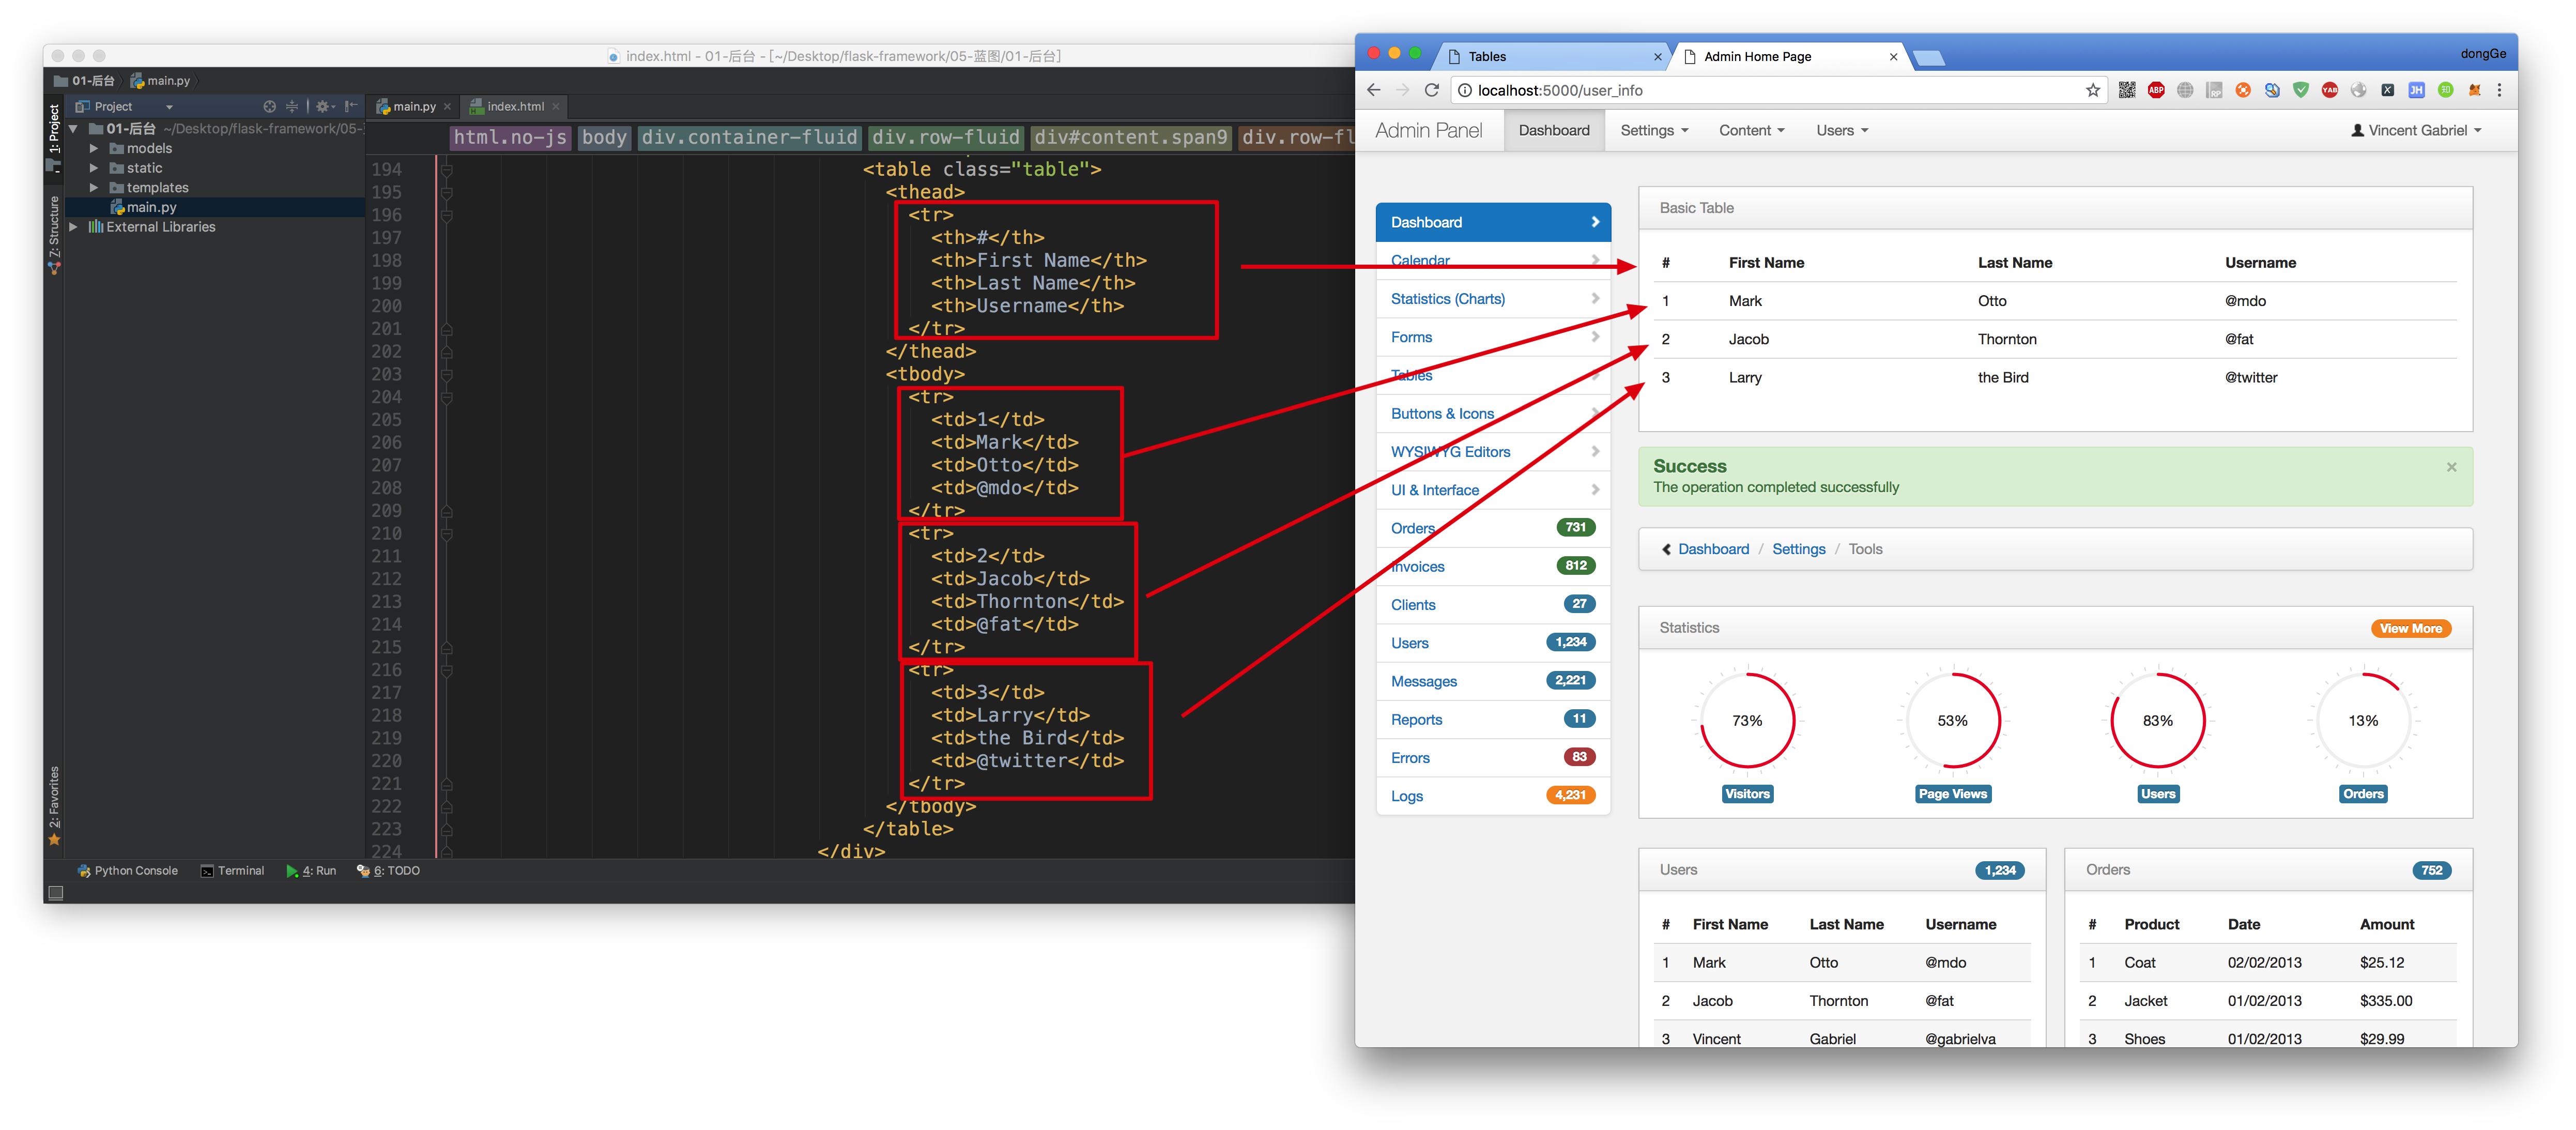 index.html - 01-后台 - [~/Desktop/flask-framework/05-蓝图/01-后台]
01-后台 main.py
1: Project
7: Structure
2: Favorites
Project
01-后台 ~/Desktop/flask-framework/05-
models
static
templates
main.py
External Libraries
main.py index.html
html.no-js body div.container-fluid div.row-fluid div#content.span9 div.row-fl
194 <table class="table">
195 <thead>
196 <tr>
197 <th>#</th>
198 <th>First Name</th>
199 <th>Last Name</th>
200 <th>Username</th>
201 </tr>
202 </thead>
203 <tbody>
204 <tr>
205 <td>1</td>
206 <td>Mark</td>
207 <td>Otto</td>
208 <td>@mdo</td>
209 </tr>
210 <tr>
211 <td>2</td>
212 <td>Jacob</td>
213 <td>Thornton</td>
214 <td>@fat</td>
215 </tr>
216 <tr>
217 <td>3</td>
218 <td>Larry</td>
219 <td>the Bird</td>
220 <td>@twitter</td>
221 </tr>
222 </tbody>
223 </table>
224 </div>
Python Console Terminal 4: Run 6: TODO
Tables Admin Home Page dongGe
localhost:5000/user_info
ABP RP YAB X JH 30
Admin Panel Dashboard Settings Content Users Vincent Gabriel
Dashboard
Calendar
Statistics (Charts)
Forms
Tables
Buttons & Icons
WYSIWYG Editors
UI & Interface
Orders 731
Invoices 812
Clients 27
Users 1,234
Messages 2,221
Reports 11
Errors 83
Logs 4,231
Basic Table
# First Name Last Name Username
1 Mark Otto @mdo
2 Jacob Thornton @fat
3 Larry the Bird @twitter
Success
The operation completed successfully
Dashboard / Settings / Tools
Statistics View More
73% 53% 83% 13%
Visitors Page Views Users Orders
Users 1,234
# First Name Last Name Username
1 Mark Otto @mdo
2 Jacob Thornton @fat
3 Vincent Gabriel @gabrielva
Orders 752
# Product Date Amount
1 Coat 02/02/2013 $25.12
2 Jacket 01/02/2013 $335.00
3 Shoes 01/02/2013 $29.99